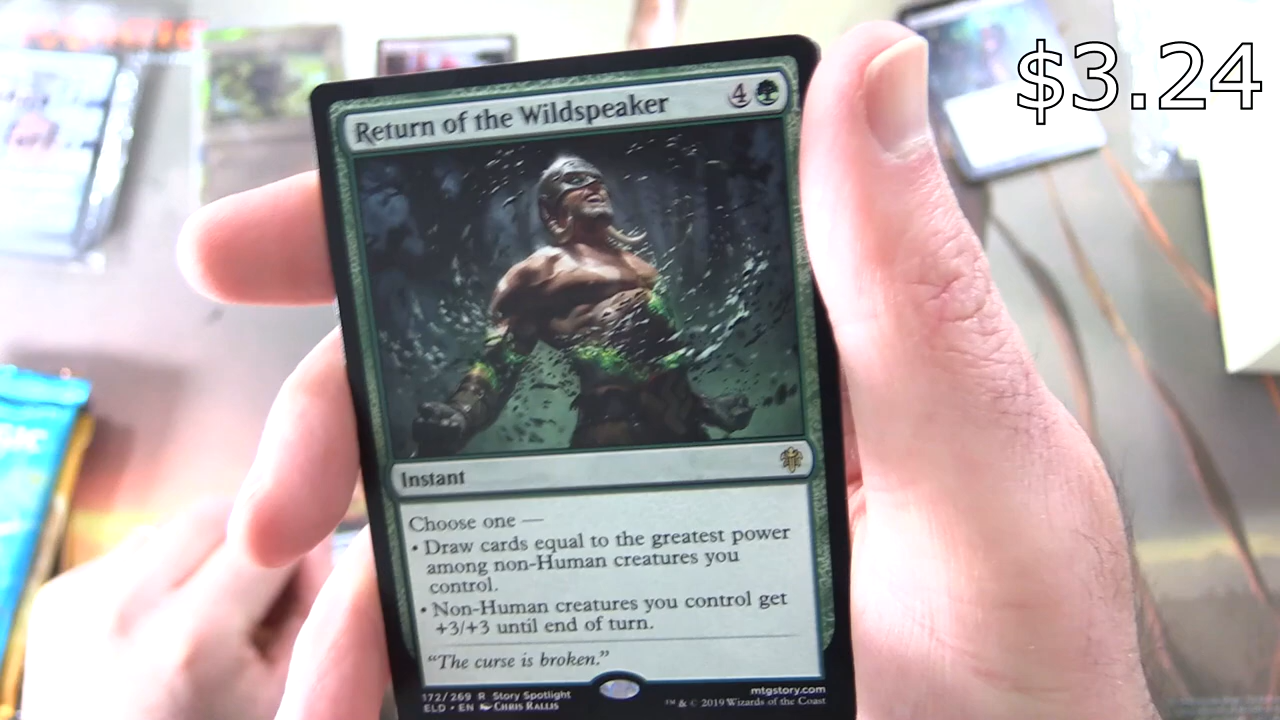 $3.24
Return of the Wildspeaker 4
Instant
Choose one —
• Draw cards equal to the greatest power
among non-Human creatures you
control.
• Non-Human creatures you control get
+3/+3 until end of turn.
“The curse is broken.”
172/269 R Story Spotlight
ELD • EN Chris Rallis
mtgstory.com
™ & © 2019 Wizards of the Coast